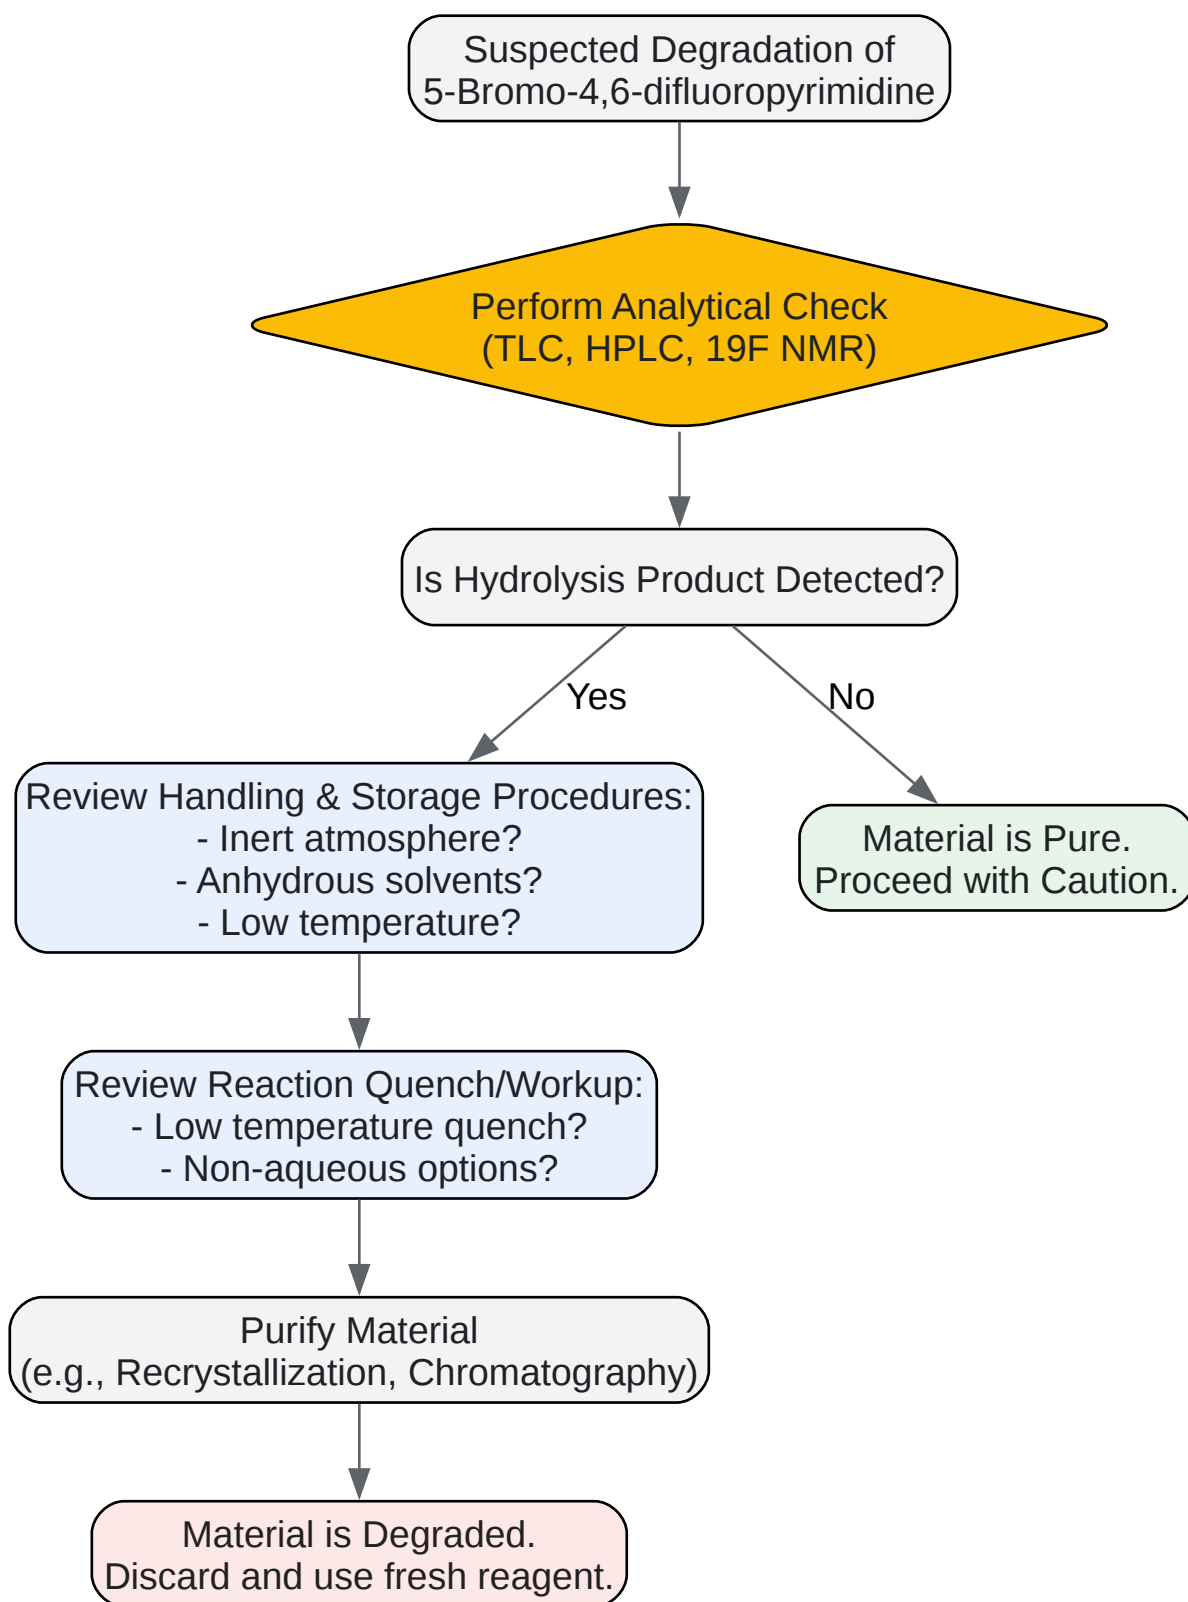 Suspected Degradation of
5-Bromo-4,6-difluoropyrimidine
Perform Analytical Check
(TLC, HPLC, 19F NMR)
Is Hydrolysis Product Detected?
Yes
No
Review Handling & Storage Procedures:
- Inert atmosphere?
- Anhydrous solvents?
- Low temperature?
Material is Pure.
Proceed with Caution.
Review Reaction Quench/Workup:
- Low temperature quench?
- Non-aqueous options?
Purify Material
(e.g., Recrystallization, Chromatography)
Material is Degraded.
Discard and use fresh reagent.